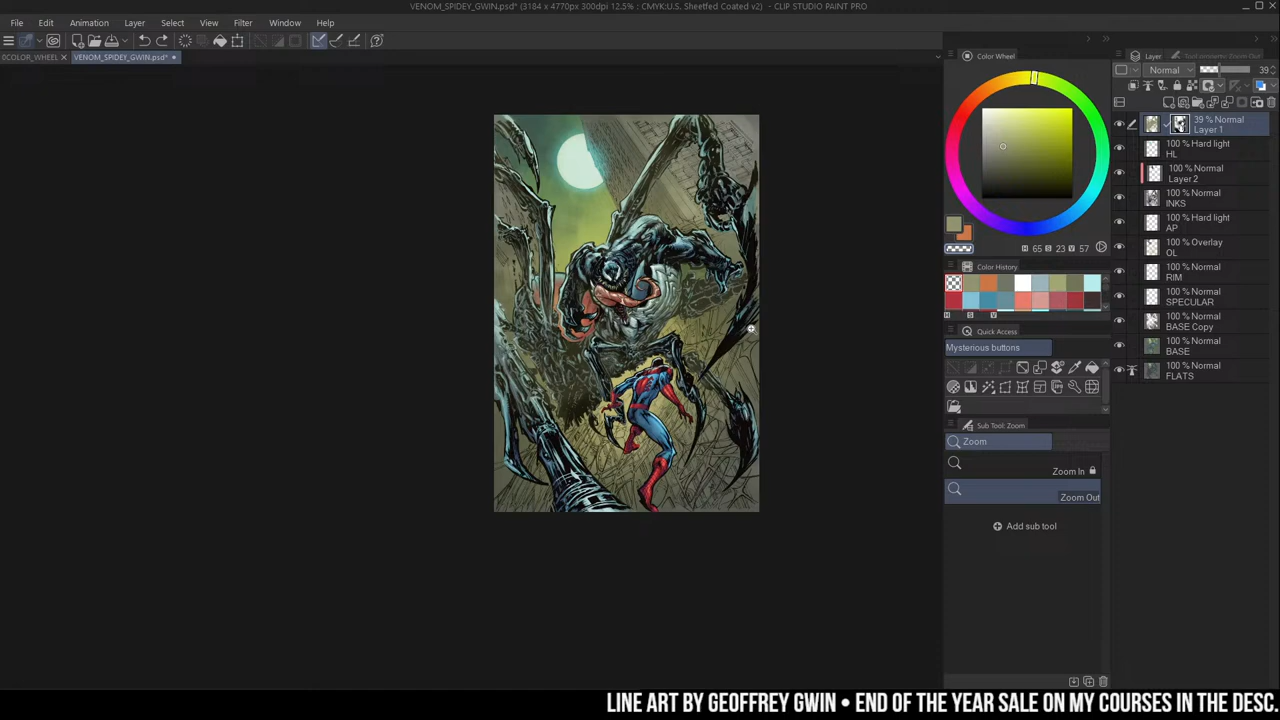 VENOM_SPIDEY_GWIN.psd* (3184 x 4770px 300dpi 12.5% : CMYK:U.S. Sheetfed Coated v2) - CLIP STUDIO PAINT PRO
File Edit Animation Layer Select View Filter Window Help
0COLOR_WHEEL VENOM_SPIDEY_GWIN.psd*
Color Wheel
H 65 S 23 V 57
Color History
H S V
Quick Access
Mysterious buttons
Sub Tool: Zoom
Zoom
Zoom In
Zoom Out
Add sub tool
Layer
Normal 39
39 % Normal
Layer 1
100 % Hard light
HL
100 % Normal
Layer 2
100 % Normal
INKS
100 % Hard light
AP
100 % Overlay
OL
100 % Normal
RIM
100 % Normal
SPECULAR
100 % Normal
BASE Copy
100 % Normal
BASE
100 % Normal
FLATS
LINE ART BY GEOFFREY GWIN • END OF THE YEAR SALE ON MY COURSES IN THE DESC.